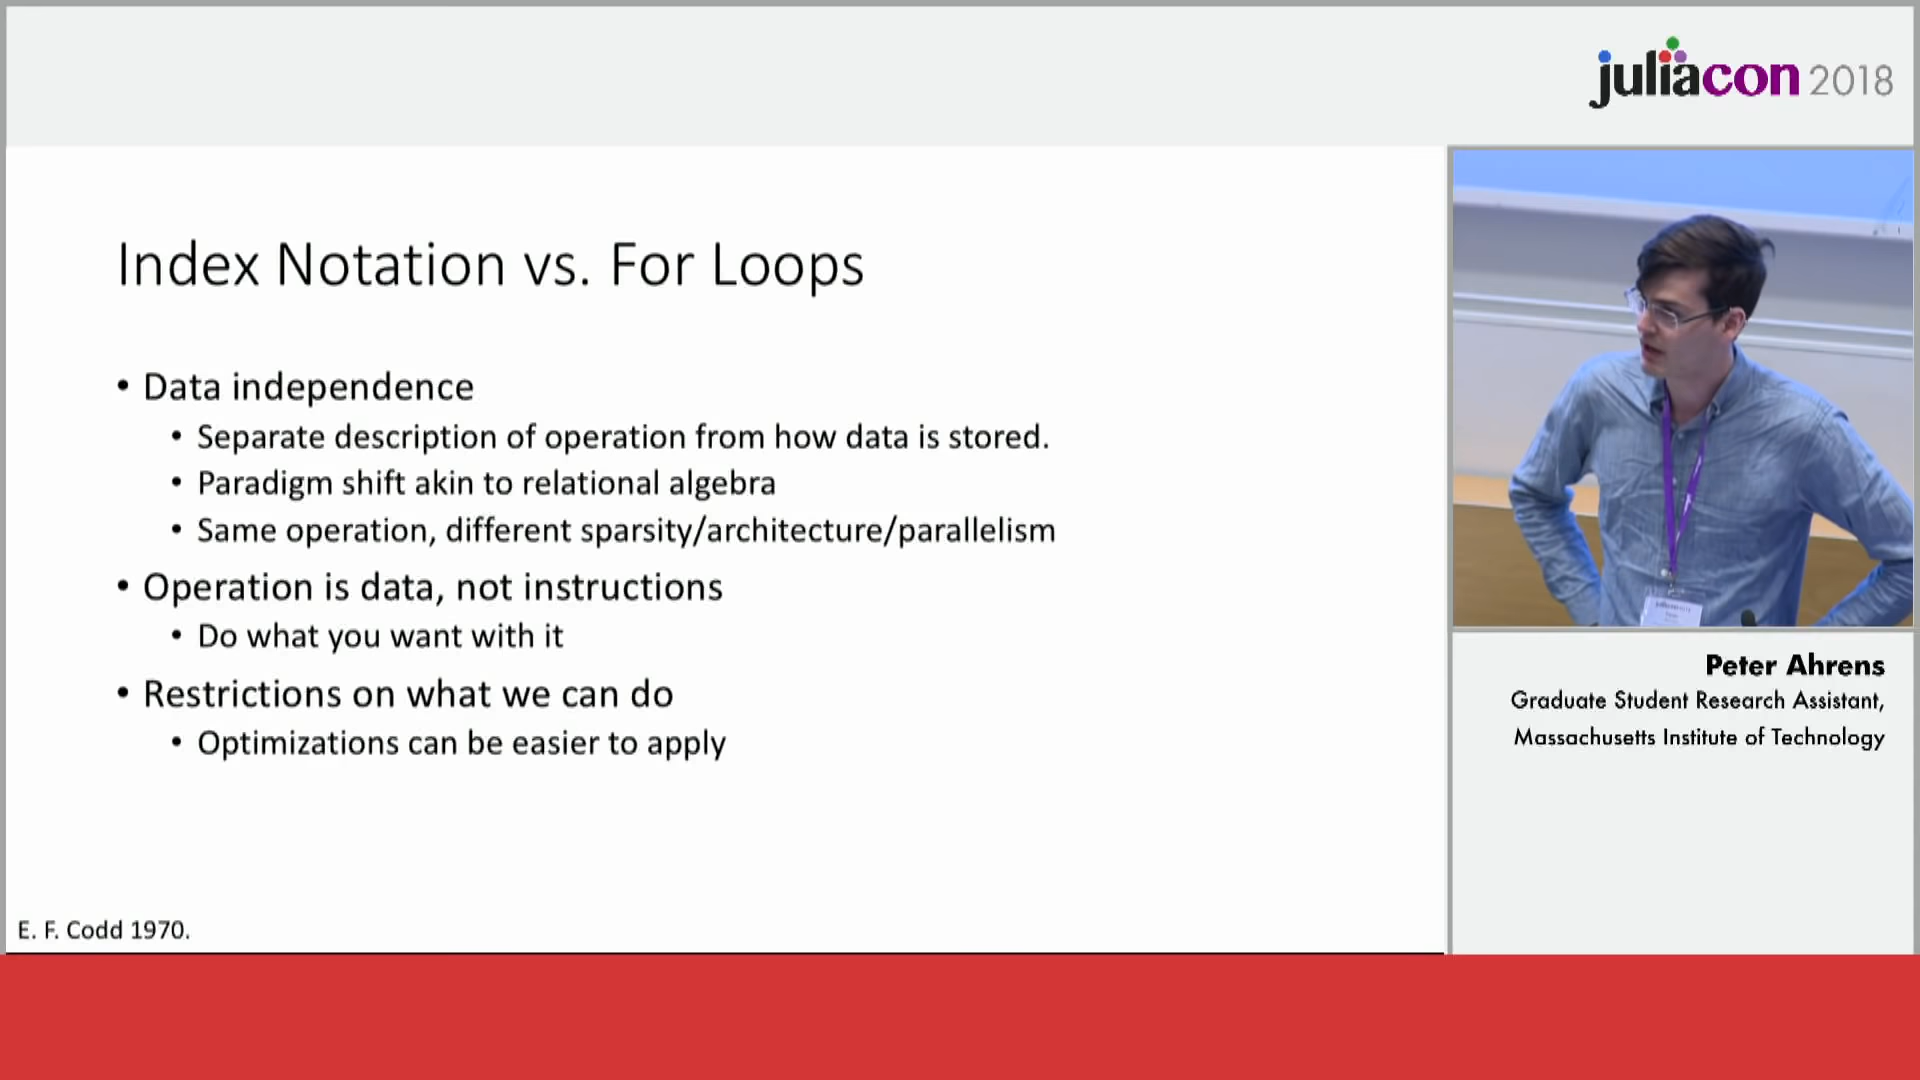 juliacon 2018
Index Notation vs. For Loops
• Data independence
• Separate description of operation from how data is stored.
• Paradigm shift akin to relational algebra
• Same operation, different sparsity/architecture/parallelism
• Operation is data, not instructions
• Do what you want with it
• Restrictions on what we can do
• Optimizations can be easier to apply
E. F. Codd 1970.
Peter Ahrens
Graduate Student Research Assistant,
Massachusetts Institute of Technology